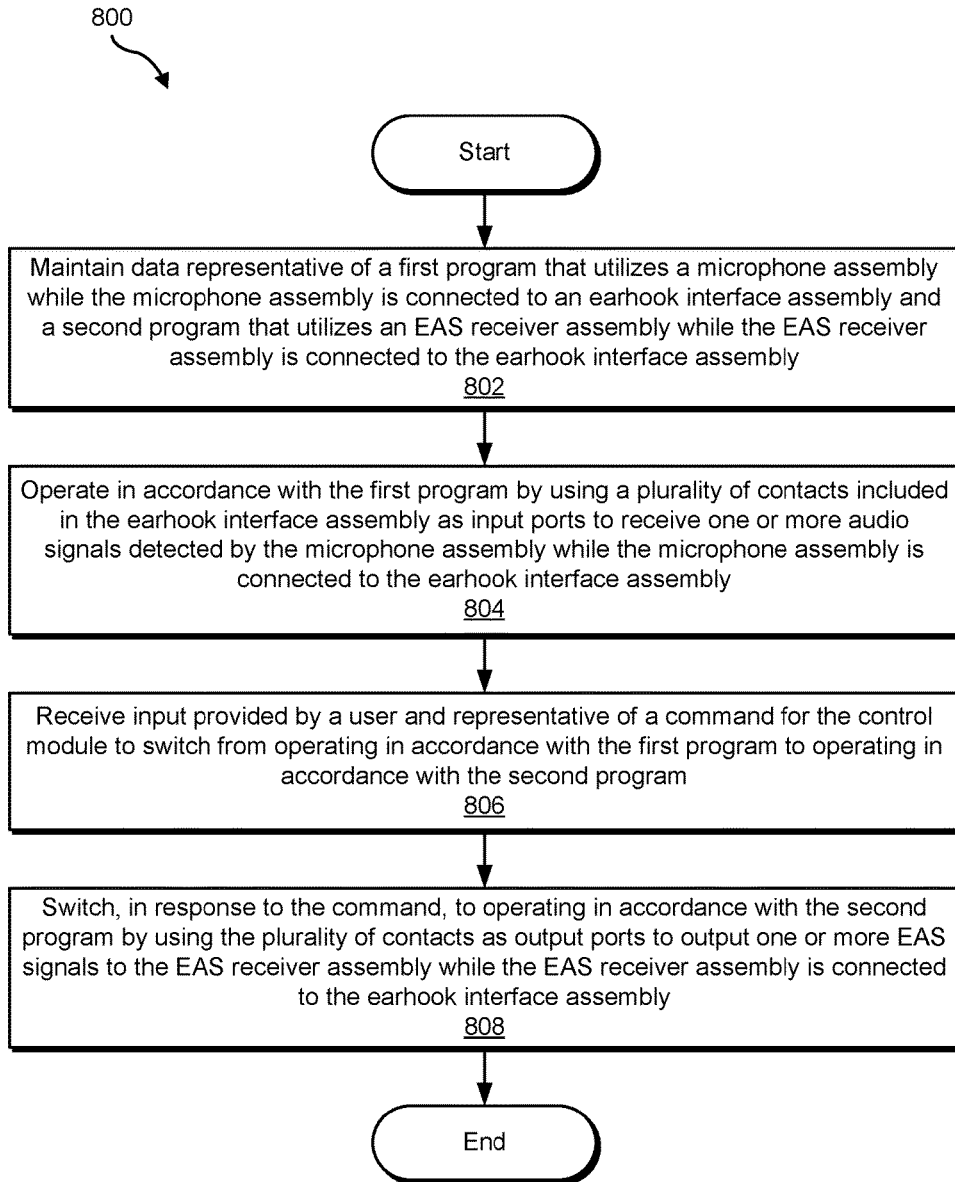 800
Start
Maintain data representative of a first program that utilizes a microphone assembly
while the microphone assembly is connected to an earhook interface assembly and
a second program that utilizes an EAS receiver assembly while the EAS receiver
assembly is connected to the earhook interface assembly
802
Operate in accordance with the first program by using a plurality of contacts included
in the earhook interface assembly as input ports to receive one or more audio
signals detected by the microphone assembly while the microphone assembly is
connected to the earhook interface assembly
804
Receive input provided by a user and representative of a command for the control
module to switch from operating in accordance with the first program to operating in
accordance with the second program
806
Switch, in response to the command, to operating in accordance with the second
program by using the plurality of contacts as output ports to output one or more EAS
signals to the EAS receiver assembly while the EAS receiver assembly is connected
to the earhook interface assembly
808
End